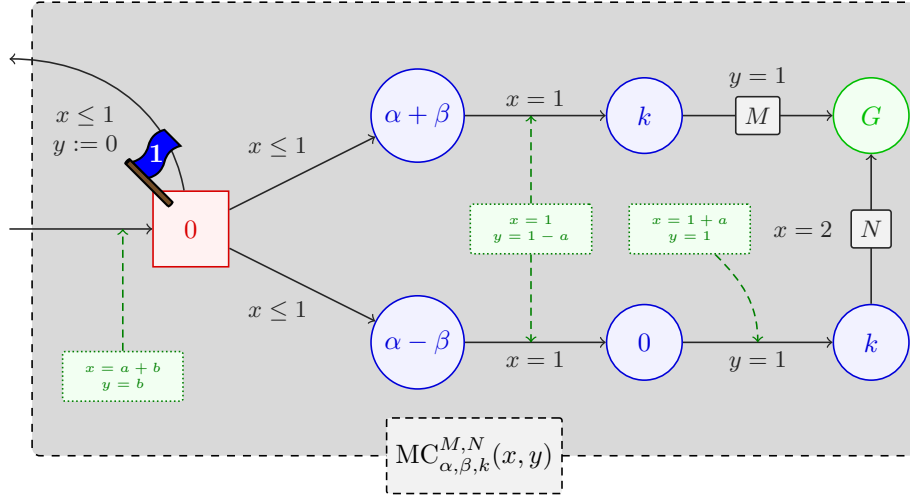 x ≤ 1
y := 0
1
0
x = a + b
y = b
x ≤ 1
x ≤ 1
α + β
α − β
x = 1
x = 1
y = 1 − a
x = 1
k
0
x = 1 + a
y = 1
y = 1
M
G
x = 2
N
y = 1
k
MC^{M,N}_{α,β,k}(x, y)